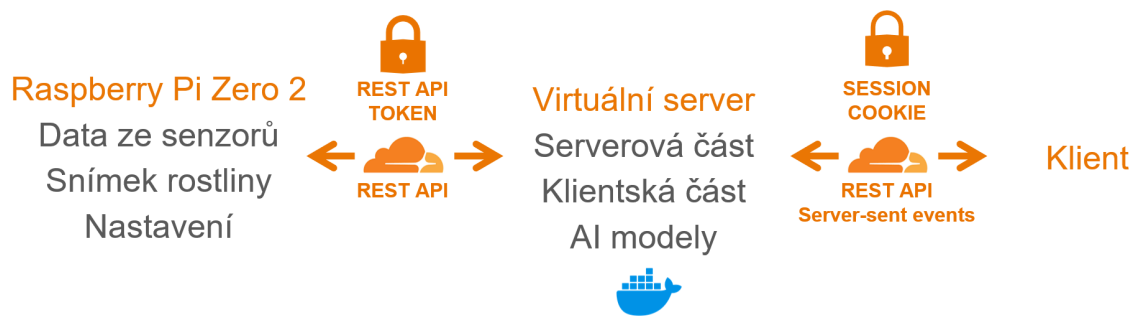 Raspberry Pi Zero 2
Data ze senzorů
Snímek rostliny
Nastavení
REST API
TOKEN
REST API
Virtuální server
Serverová část
Klientská část
AI modely
SESSION
COOKIE
REST API
Server-sent events
Klient